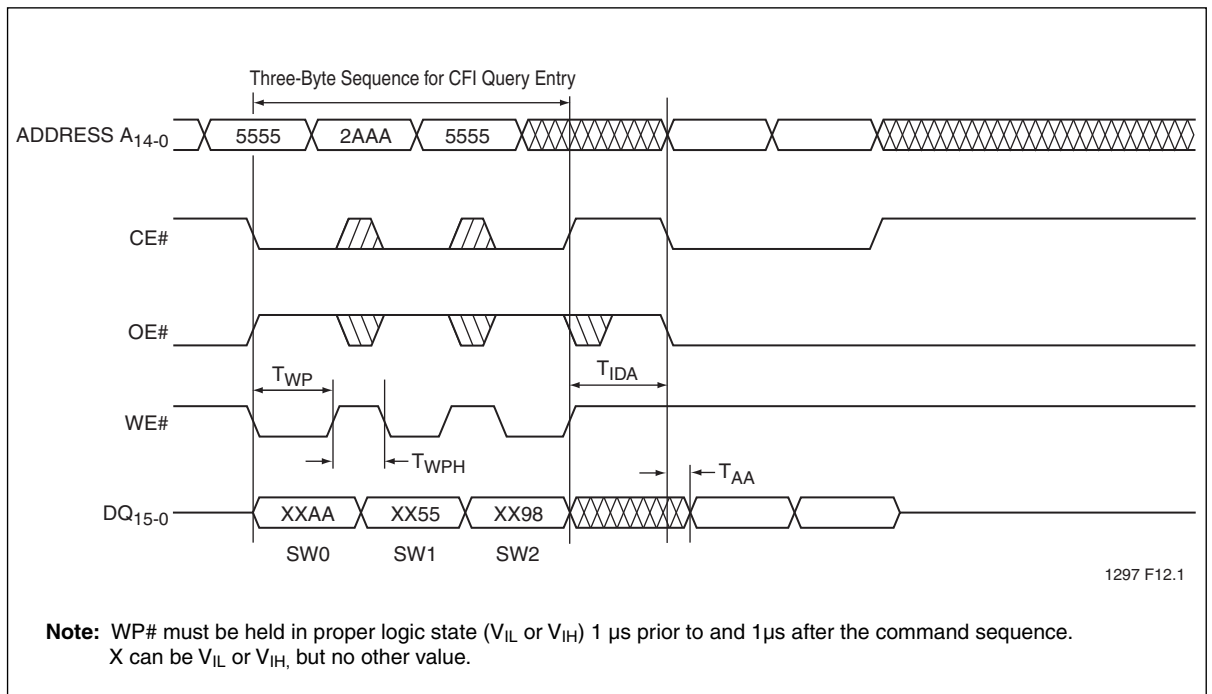 Three-Byte Sequence for CFI Query Entry
ADDRESS A14-0
5555
2AAA
5555
CE#
OE#
TWP
TIDA
WE#
TWPH
TAA
DQ15-0
XXAA
XX55
XX98
SW0
SW1
SW2
1297 F12.1
Note: WP# must be held in proper logic state (VIL or VIH) 1 µs prior to and 1µs after the command sequence.
X can be VIL or VIH, but no other value.